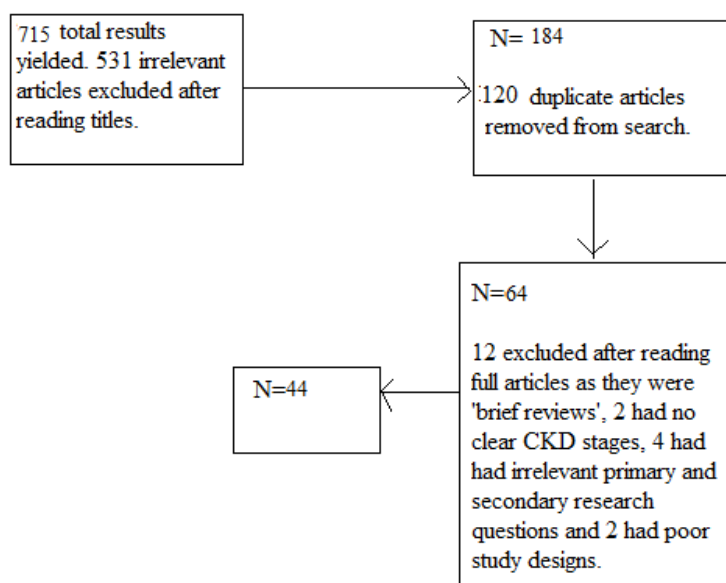 715 total results
yielded. 531 irrelevant
articles excluded after
reading titles.
N= 184
120 duplicate articles
removed from search.
N=64
12 excluded after reading
full articles as they were
'brief reviews', 2 had no
clear CKD stages, 4 had
had irrelevant primary and
secondary research
questions and 2 had poor
study designs.
N=44